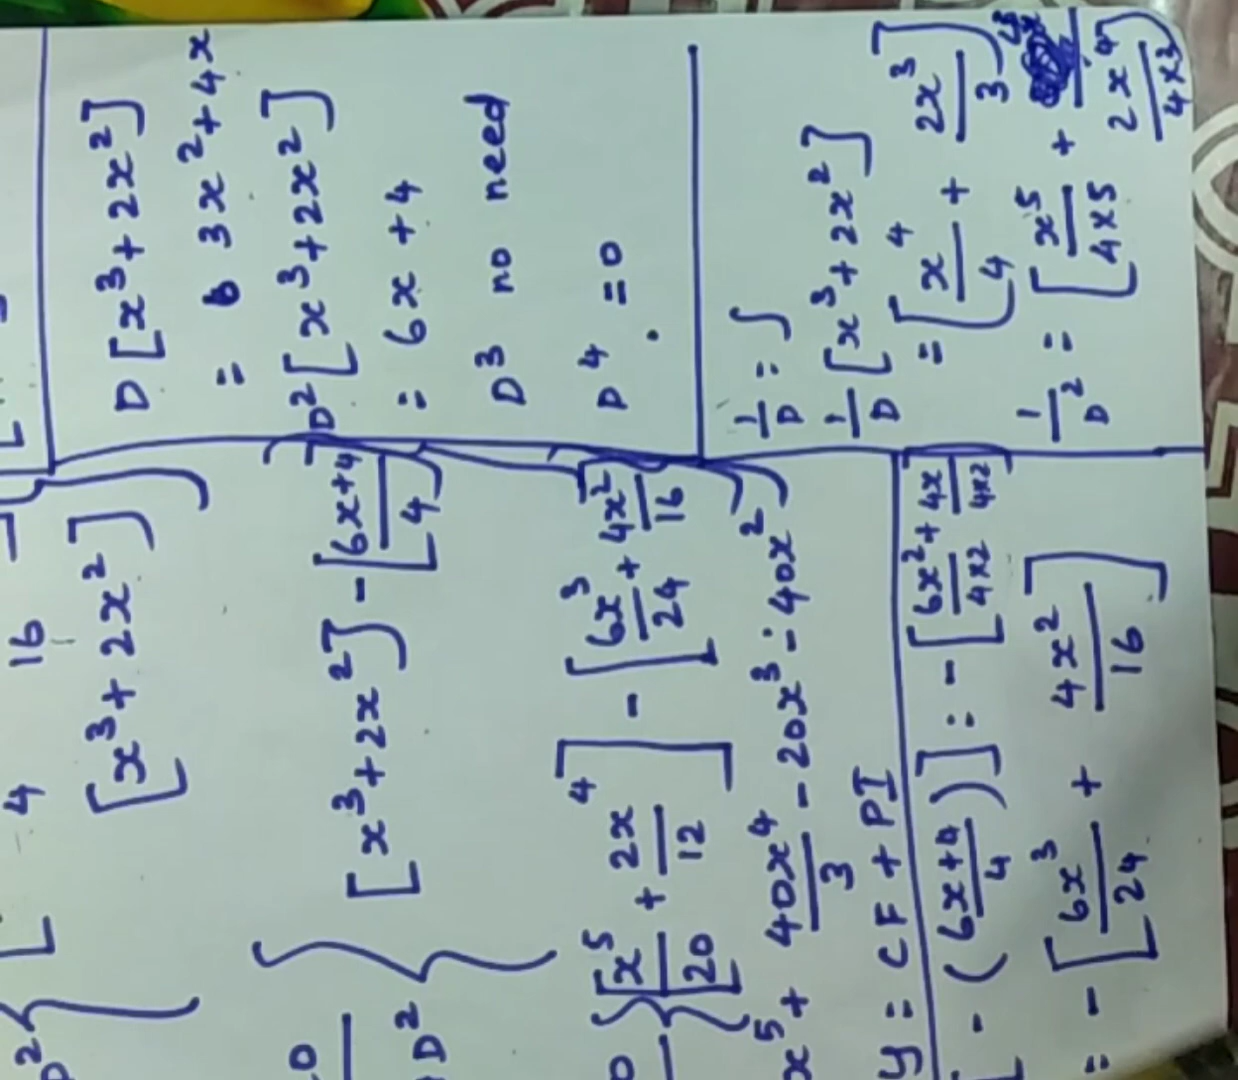 D²
4 16
[x³ + 2x²]
D [x³ + 2x²]
= 3x² + 4x
D² [x³ + 2x²]
= 6x + 4
D³ no need
D⁴ = 0
D² { [x³ + 2x²] - [6x+4 / 4]
{ [x⁵/20 + 2x⁴/12] - [6x³/24 + 4x²/16] }
x⁵ + 40x⁴/3 - 20x³ - 40x²
y = CF + PI
1/D = ∫
1/D [x³ + 2x²]
= [x⁴/4 + 2x³/3]
1/D² = [x⁵/4×5 + 2x⁴/4×3]
[ - (6x+4 / 4) ] = - [6x²/4×2 + 4x/4×2]
= - [6x³/24 + 4x²/16]